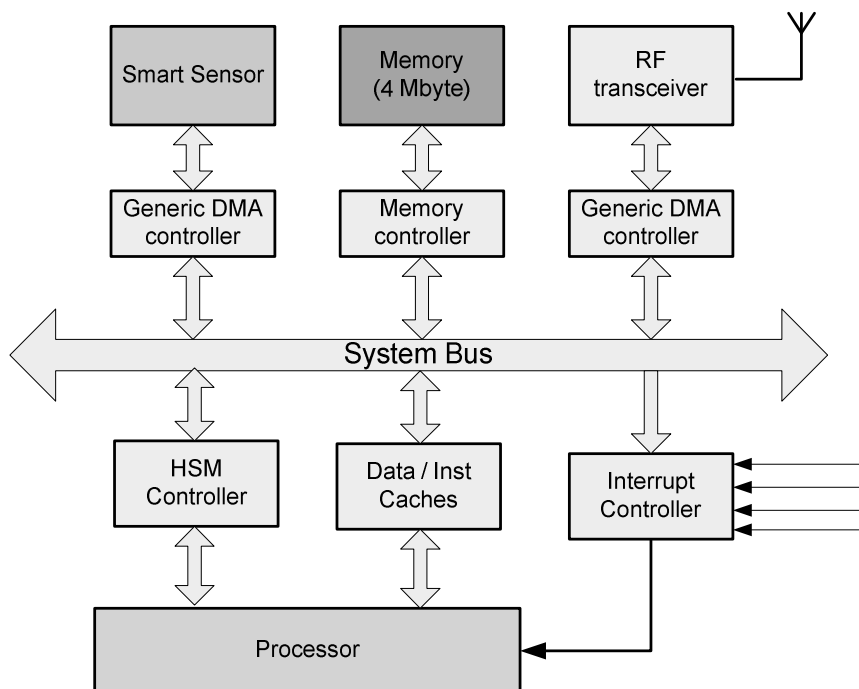 Smart Sensor
Memory
(4 Mbyte)
RF
transceiver
Generic DMA
controller
Memory
controller
Generic DMA
controller
System Bus
HSM
Controller
Data / Inst
Caches
Interrupt
Controller
Processor